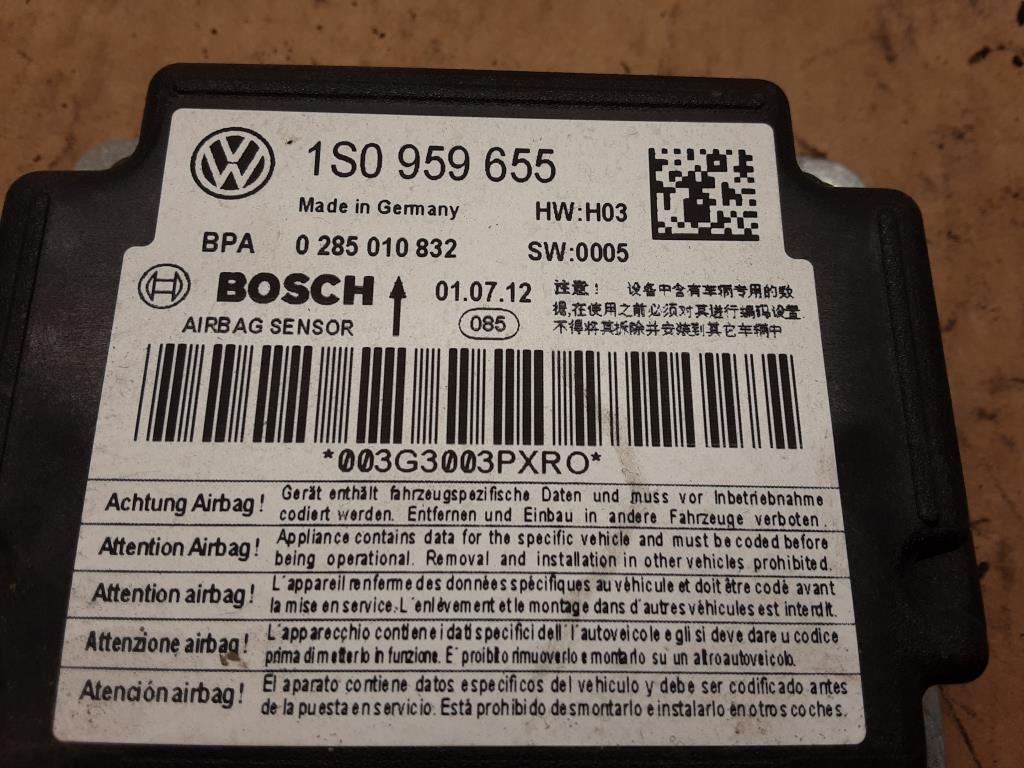 1S0 959 655
Made in Germany HW:H03
BPA 0 285 010 832 SW:0005
BOSCH 01.07.12
AIRBAG SENSOR 085
注意! 设备中含有车辆专用的数
据,在使用之前必须对其进行编码设置
不得将其拆除并安装到其它车辆中
*003G3003PXRO*
Achtung Airbag! Gerät enthält fahrzeugspezifische Daten und muss vor Inbetriebnahme
codiert werden. Entfernen und Einbau in andere Fahrzeuge verboten.
Attention Airbag! Appliance contains data for the specific vehicle and must be coded before
being operational. Removal and installation in other vehicles prohibited.
Attention airbag! L'appareil renferme des données spécifiques au véhicule et doit être codé avant
la mise en service. L'enlèvement et le montage dans d'autres véhicules est interdit.
Attenzione airbag! L'apparecchio contiene i dati specifici dell'autoveicolo e gli si deve dare u codice
prima di metterlo in funzione. E' proibito rimuoverlo e montarlo su un altroautoveicolo.
Atención airbag! El aparato contiene datos específicos del vehículo y debe ser codificado antes
de la puesta en servicio. Está prohibido desmontarlo e instalarlo en otros coches.